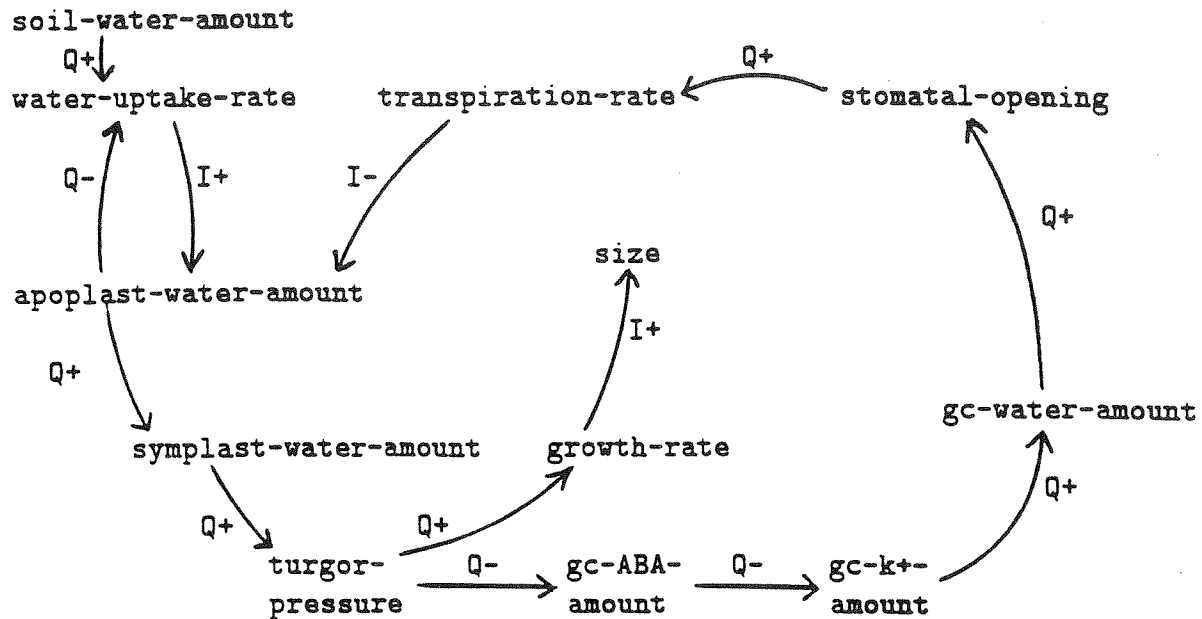 soil-water-amount
Q+
Q+
water-uptake-rate transpiration-rate stomatal-opening
Q- I+ I-
Q+
size
apoplast-water-amount
I+
Q+
gc-water-amount
symplast-water-amount growth-rate
Q+
Q+ Q+
turgor- Q- gc-ABA- Q- gc-k+-
pressure amount amount